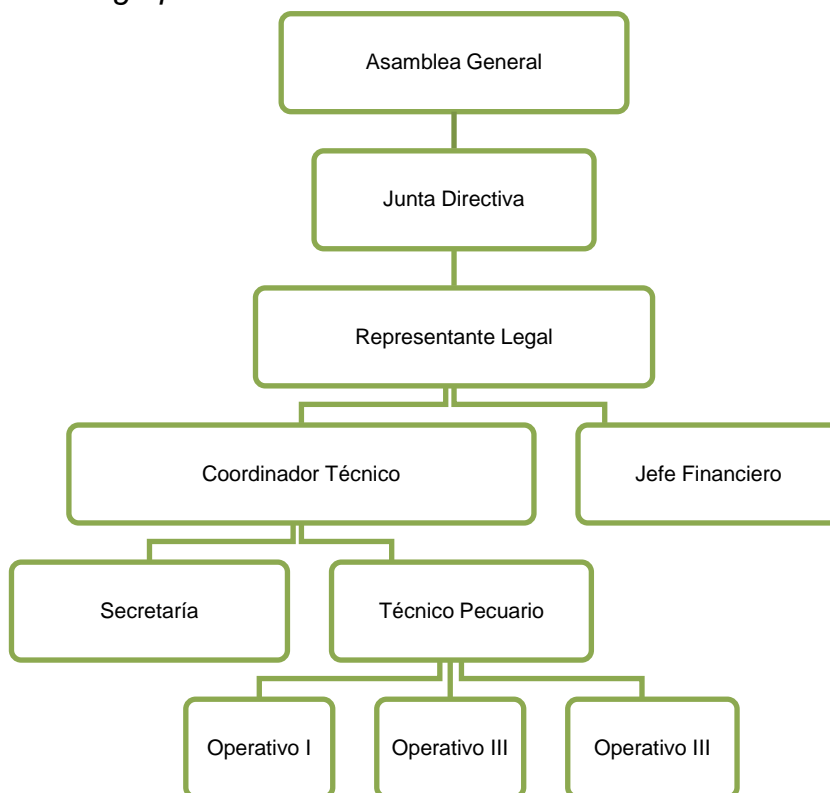 Asamblea General
Junta Directiva
Representante Legal
Coordinador Técnico
Jefe Financiero
Secretaría
Técnico Pecuario
Operativo I
Operativo III
Operativo III